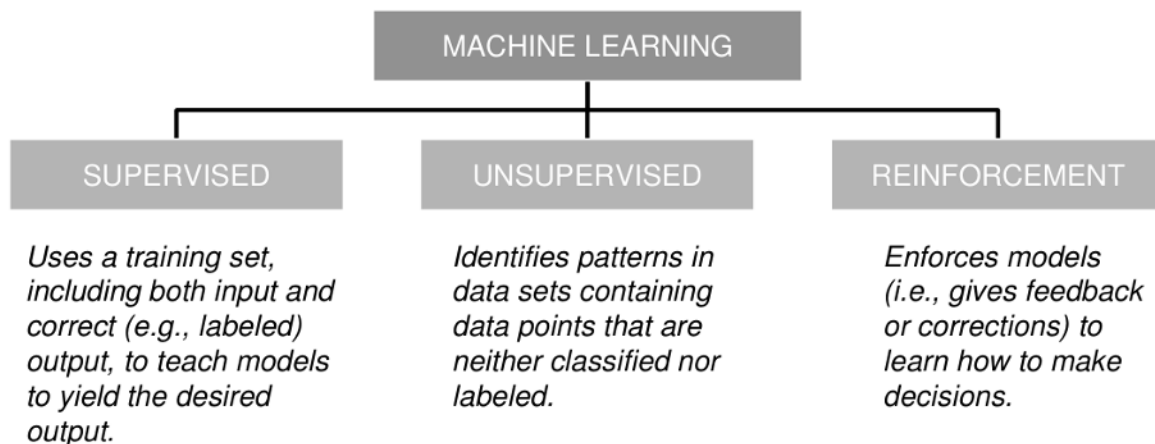 MACHINE LEARNING
SUPERVISED
Uses a training set,
including both input and
correct (e.g., labeled)
output, to teach models
to yield the desired
output.
UNSUPERVISED
Identifies patterns in
data sets containing
data points that are
neither classified nor
labeled.
REINFORCEMENT
Enforces models
(i.e., gives feedback
or corrections) to
learn how to make
decisions.